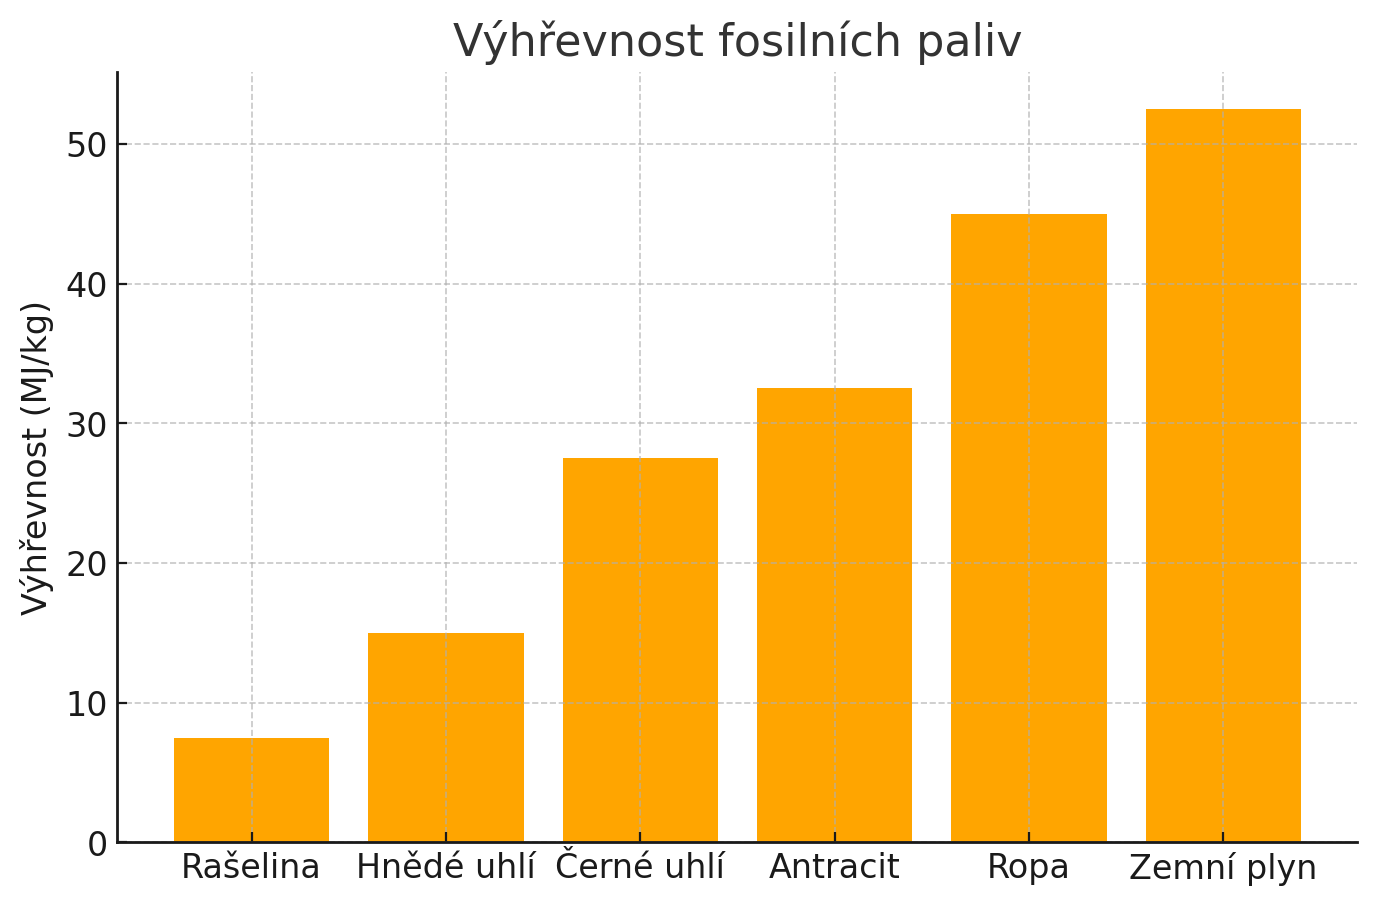 Výhřevnost fosilních paliv
Výhřevnost (MJ/kg)
50
40
30
20
10
0
Rašelina Hnědé uhlí Černé uhlí Antracit Ropa Zemní plyn